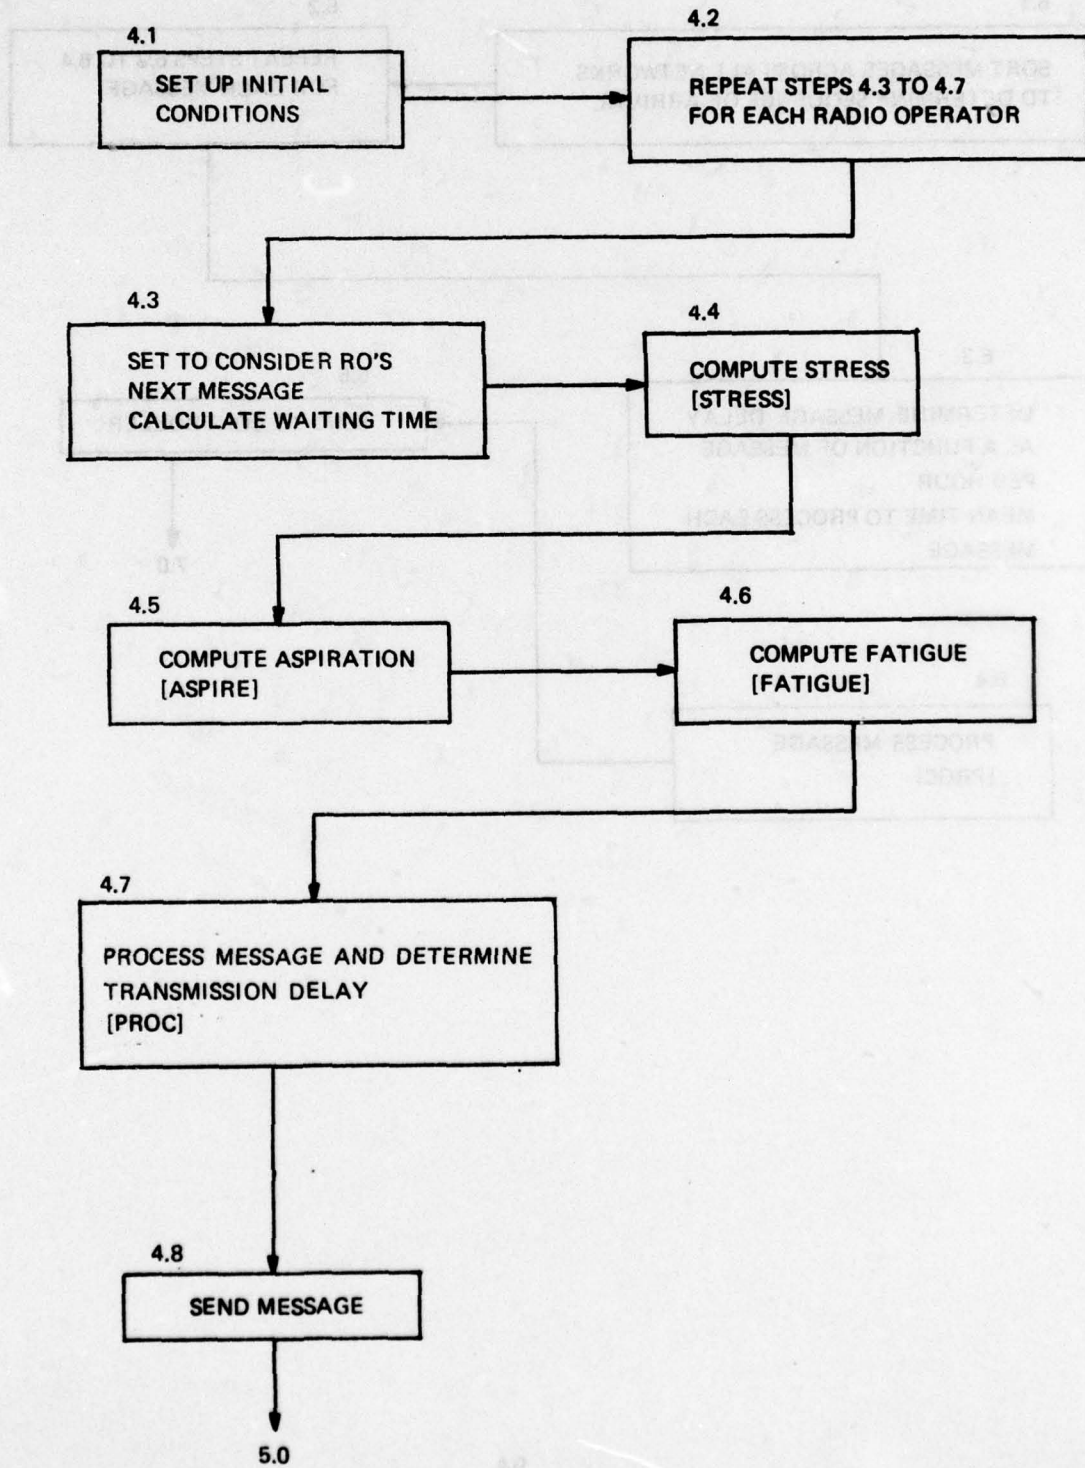 4.1
SET UP INITIAL
CONDITIONS
4.2
REPEAT STEPS 4.3 TO 4.7
FOR EACH RADIO OPERATOR
4.3
SET TO CONSIDER RO'S
NEXT MESSAGE
CALCULATE WAITING TIME
4.4
COMPUTE STRESS
[STRESS]
4.5
COMPUTE ASPIRATION
[ASPIRE]
4.6
COMPUTE FATIGUE
[FATIGUE]
4.7
PROCESS MESSAGE AND DETERMINE
TRANSMISSION DELAY
[PROC]
4.8
SEND MESSAGE
5.0